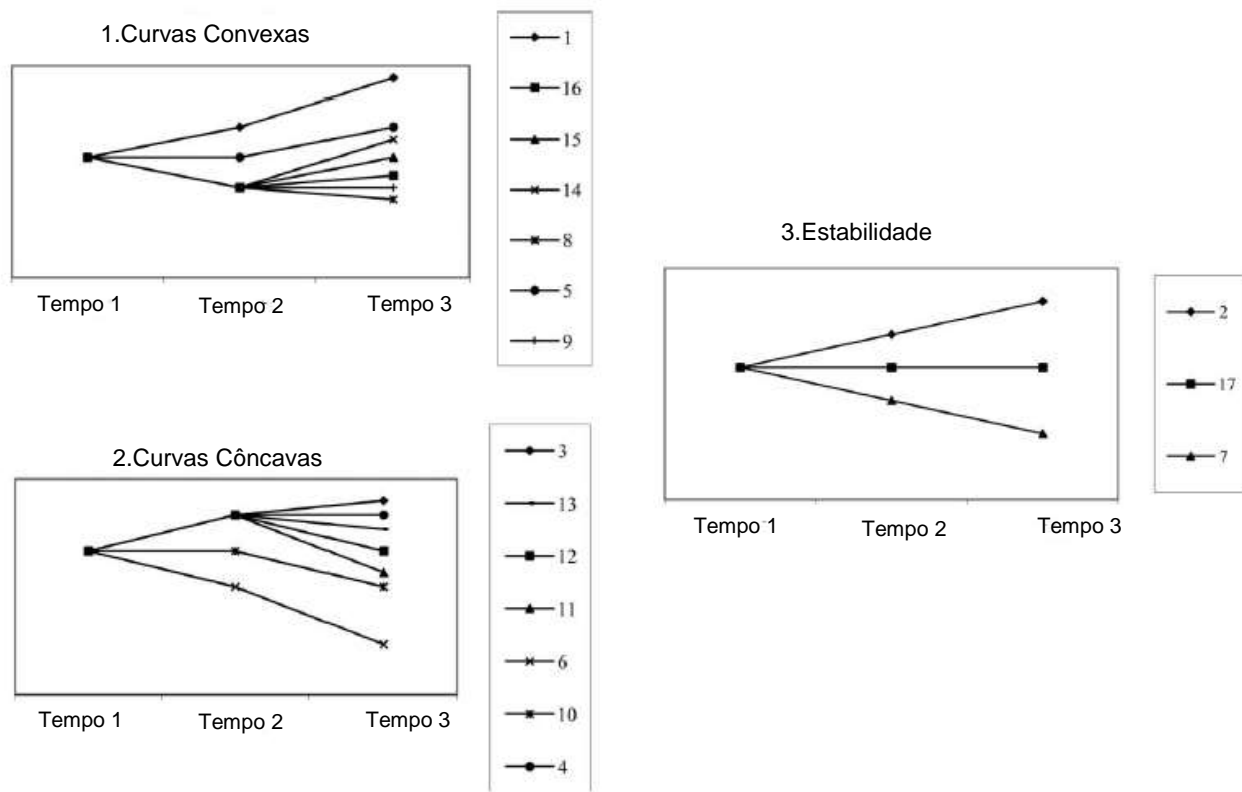 1.Curvas Convexas
1
16
15
14
8
5
9
Tempo 1
Tempo 2
Tempo 3
2.Curvas Côncavas
3
13
12
11
6
10
4
Tempo 1
Tempo 2
Tempo 3
3.Estabilidade
2
17
7
Tempo 1
Tempo 2
Tempo 3